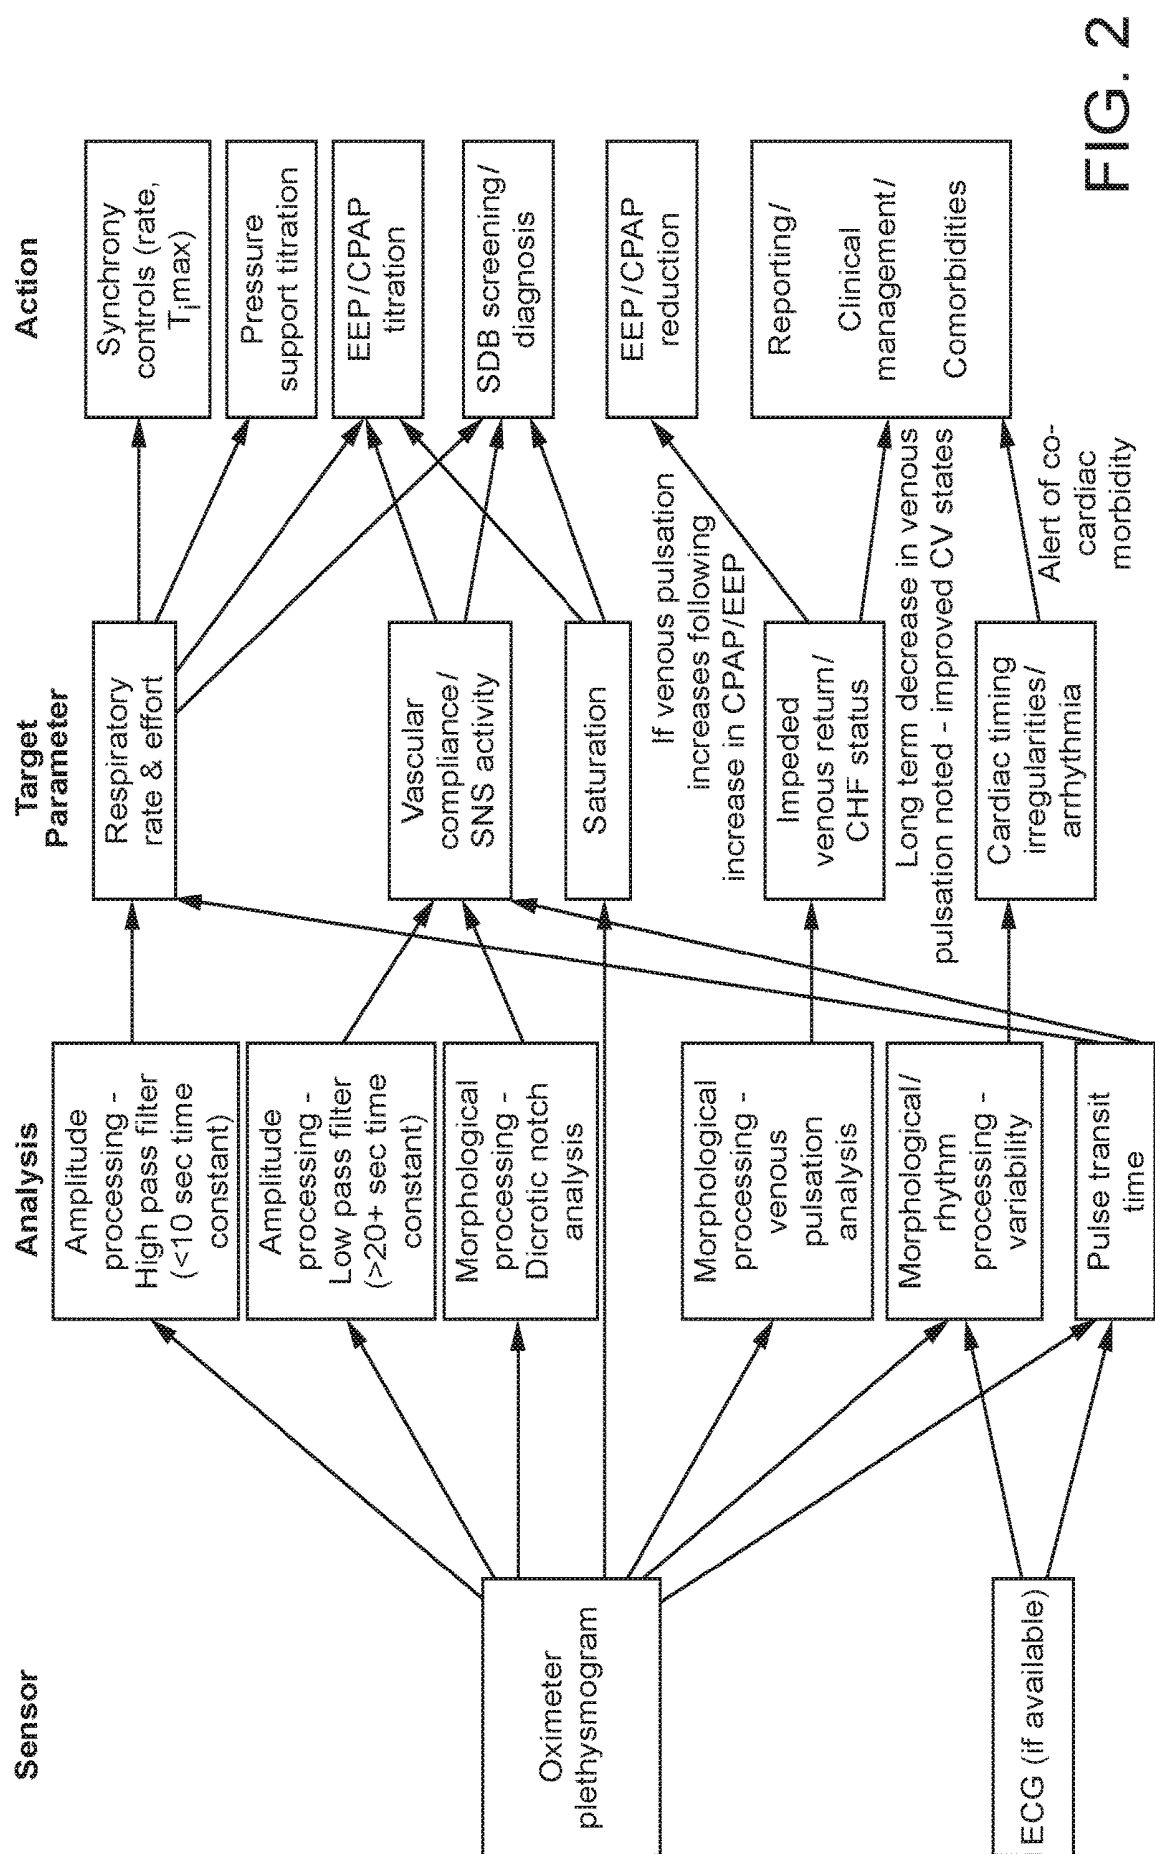 Sensor
Analysis
Target
Parameter
Action
Oximeter
plethysmogram
ECG (if available)
Amplitude
processing -
High pass filter
(<10 sec time
constant)
Amplitude
processing -
Low pass filter
(>20+ sec time
constant)
Morphological
processing -
Dicrotic notch
analysis
Morphological
processing -
venous
pulsation
analysis
Morphological/
rhythm
processing -
variability
Pulse transit
time
Respiratory
rate & effort
Vascular
compliance/
SNS activity
Saturation
If venous pulsation
increases following
increase in CPAP/EEP
Impeded
venous return/
CHF status
Long term decrease in venous
pulsation noted - improved CV states
Cardiac timing
irregularities/
arrhythmia
Alert of co-
cardiac
morbidity
Synchrony
controls (rate,
Timax)
Pressure
support titration
EEP/CPAP
titration
SDB screening/
diagnosis
EEP/CPAP
reduction
Reporting/
Clinical
management/
Comorbidities
FIG. 2